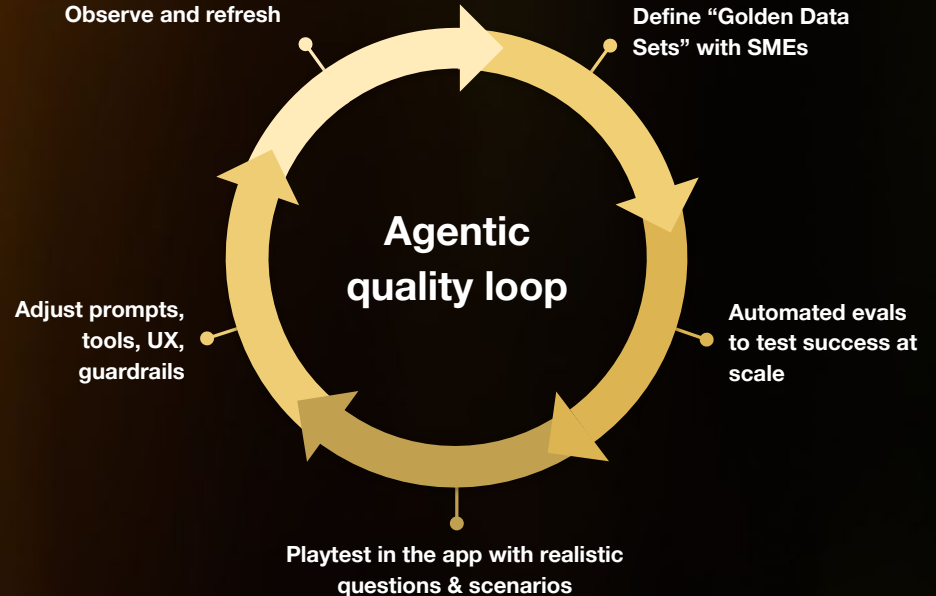 Observe and refresh
Define “Golden Data
Sets” with SMEs
Agentic
quality loop
Adjust prompts,
tools, UX,
guardrails
Automated evals
to test success at
scale
Playtest in the app with realistic
questions & scenarios